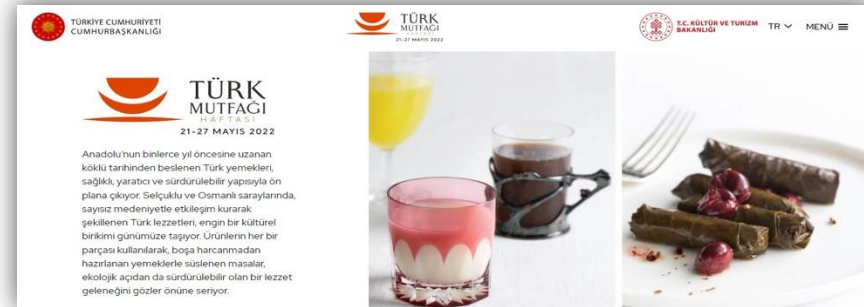 TÜRKİYE CUMHURİYETİ
CUMHURBAŞKANLIĞI
TÜRK
MUTFAĞI
HAFTASI
21-27 MAYIS 2022
T.C. KÜLTÜR VE TURİZM
BAKANLIĞI
TR
MENÜ
TÜRK
MUTFAĞI
HAFTASI
21-27 MAYIS 2022
Anadolu'nun binlerce yıl öncesine uzanan
köklü tarihinden beslenen Türk yemekleri,
sağlıklı, yaratıcı ve sürdürülebilir yapısıyla ön
plana çıkıyor. Selçuklu ve Osmanlı saraylarında,
sayısız medeniyetle etkileşim kurarak
şekillenen Türk lezzetleri, engin bir kültürel
birikimi günümüze taşıyor. Ürünlerin her bir
parçası kullanılarak, boşa harcanmadan
hazırlanan yemeklerle süslenen masalar,
ekolojik açıdan da sürdürülebilir olan bir lezzet
geleneğini gözler önüne seriyor.